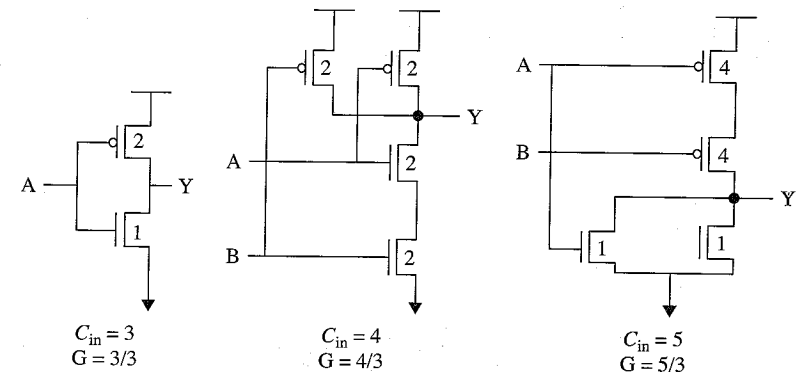 2 2
A 4
2
A Y
1
Y
A 2
B 2
B 4
Y
1 1
C_in = 3
G = 3/3
C_in = 4
G = 4/3
C_in = 5
G = 5/3